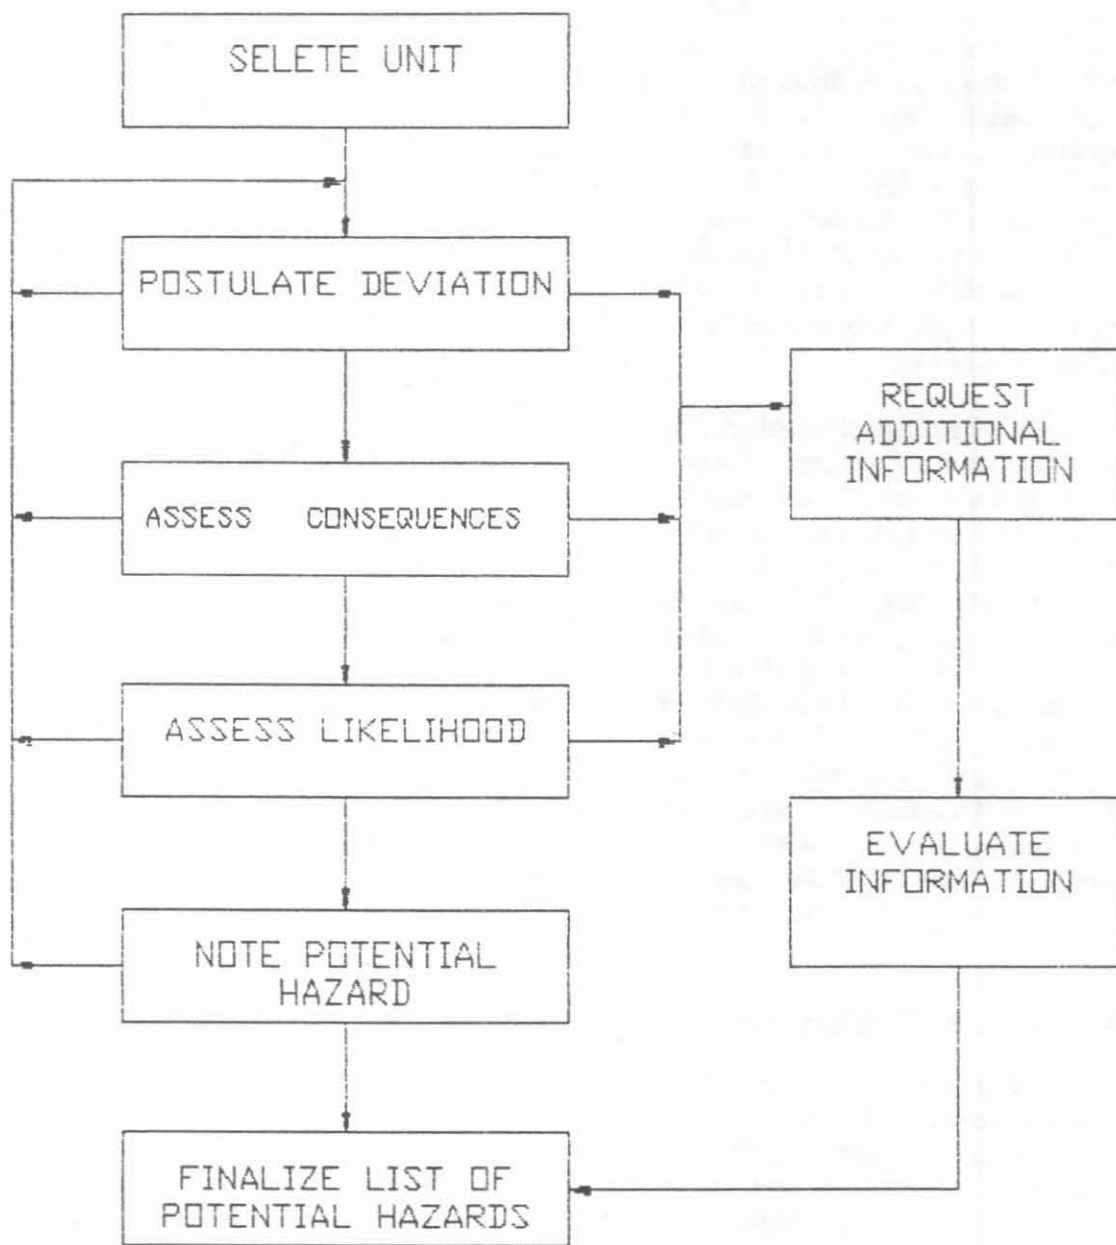 SELETE UNIT
POSTULATE DEVIATION
REQUEST
ADDITIONAL
INFORMATION
ASSESS CONSEQUENCES
ASSESS LIKELIHOOD
EVALUATE
INFORMATION
NOTE POTENTIAL
HAZARD
FINALIZE LIST OF
POTENTIAL HAZARDS